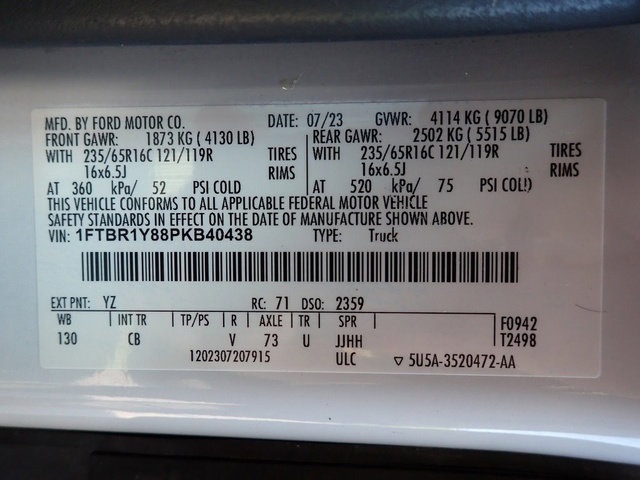 MFD. BY FORD MOTOR CO. DATE: 07/23 GVWR: 4114 KG ( 9070 LB)
FRONT GAWR: 1873 KG ( 4130 LB) REAR GAWR: 2502 KG ( 5515 LB)
WITH 235/65R16C 121/119R TIRES WITH 235/65R16C 121/119R TIRES
16x6.5J RIMS 16x6.5J RIMS
AT 360 kPa/ 52 PSI COLD AT 520 kPa/ 75 PSI COLD
THIS VEHICLE CONFORMS TO ALL APPLICABLE FEDERAL MOTOR VEHICLE
SAFETY STANDARDS IN EFFECT ON THE DATE OF MANUFACTURE SHOWN ABOVE.
VIN: 1FTBR1Y88PKB40438 TYPE: Truck
EXT PNT: YZ RC: 71 DSO: 2359
WB INT TR TP/PS R AXLE TR SPR F0942
130 CB V 73 U JJHH T2498
1202307207915 ULC ▽ 5U5A-3520472-AA